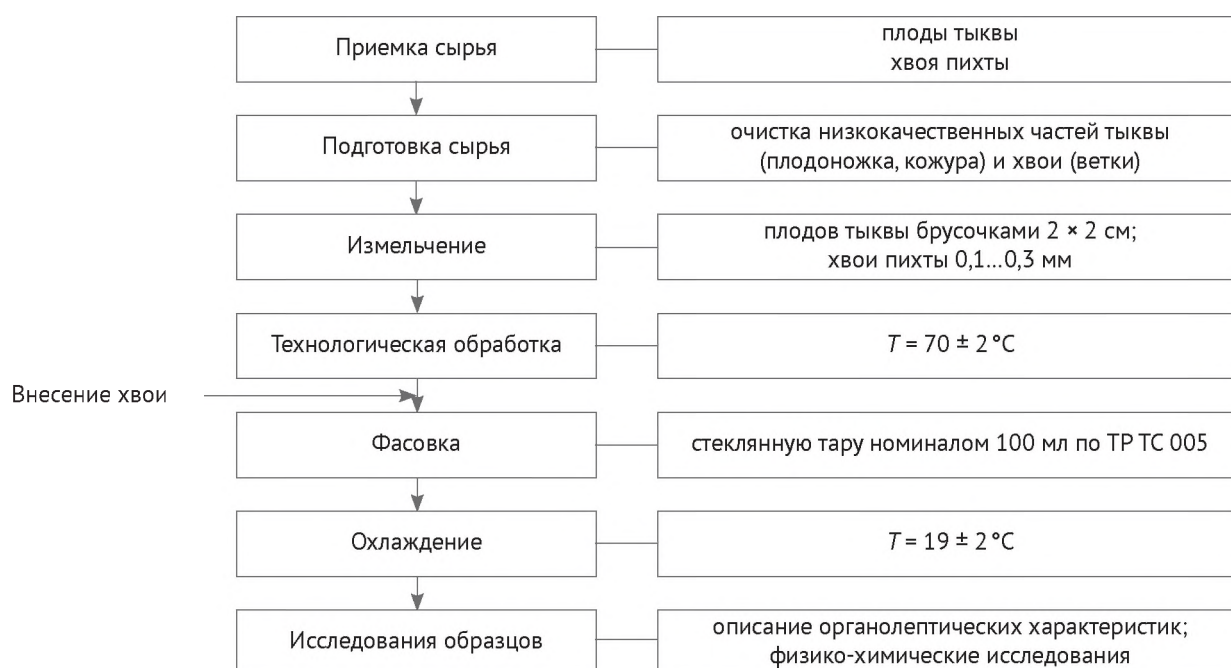 Приемка сырья
плоды тыквы
хвоя пихты
Подготовка сырья
очистка низкокачественных частей тыквы
(плодоножка, кожура) и хвои (ветки)
Измельчение
плодов тыквы брусочками 2 × 2 см;
хвои пихты 0,1...0,3 мм
Технологическая обработка
T = 70 ± 2 °C
Внесение хвои
Фасовка
стеклянную тару номиналом 100 мл по ТР ТС 005
Охлаждение
T = 19 ± 2 °C
Исследования образцов
описание органолептических характеристик;
физико-химические исследования